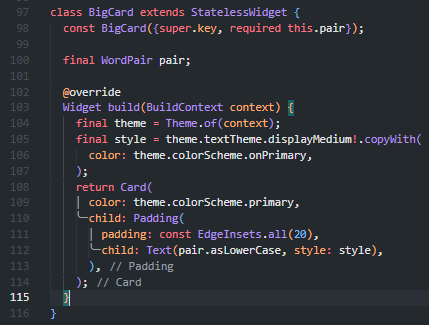 97 class BigCard extends StatelessWidget {
98   const BigCard({super.key, required this.pair});
99
100   final WordPair pair;
101
102   @override
103   Widget build(BuildContext context) {
104     final theme = Theme.of(context);
105     final style = theme.textTheme.displayMedium!.copyWith(
106       color: theme.colorScheme.onPrimary,
107     );
108     return Card(
109       color: theme.colorScheme.primary,
110       child: Padding(
111         padding: const EdgeInsets.all(20),
112         child: Text(pair.asLowerCase, style: style),
113       ), // Padding
114     ); // Card
115   }
116 }